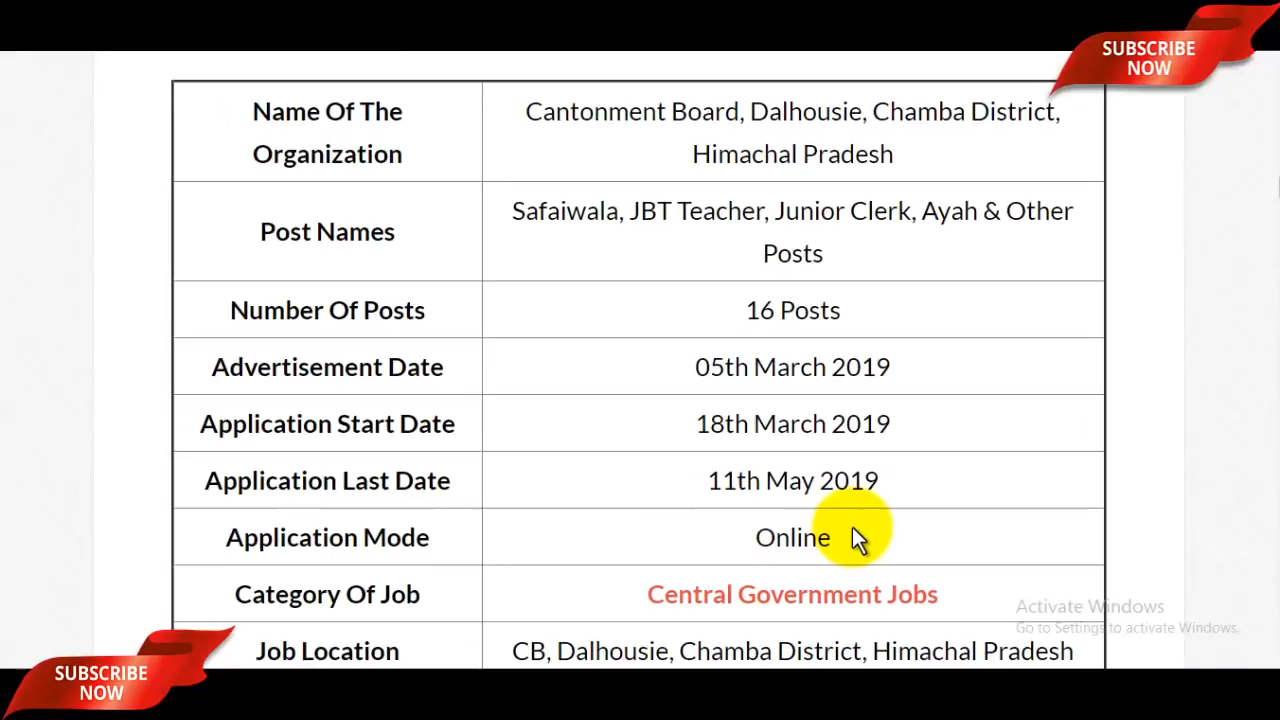 SUBSCRIBE
NOW
Name Of The
Organization
Cantonment Board, Dalhousie, Chamba District,
Himachal Pradesh
Post Names
Safaiwala, JBT Teacher, Junior Clerk, Ayah & Other
Posts
Number Of Posts
16 Posts
Advertisement Date
05th March 2019
Application Start Date
18th March 2019
Application Last Date
11th May 2019
Application Mode
Online
Category Of Job
Central Government Jobs
Activate Windows
Go to Settings to activate Windows.
Job Location
CB, Dalhousie, Chamba District, Himachal Pradesh
SUBSCRIBE
NOW